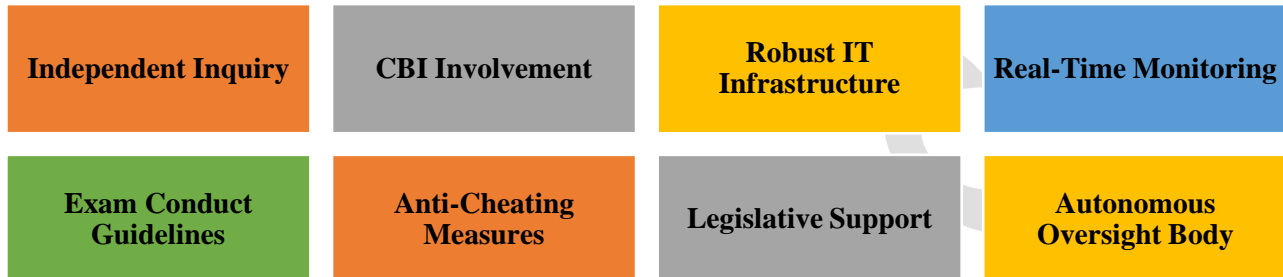 Independent Inquiry
CBI Involvement
Robust IT
Infrastructure
Real-Time Monitoring
Exam Conduct
Guidelines
Anti-Cheating
Measures
Legislative Support
Autonomous
Oversight Body